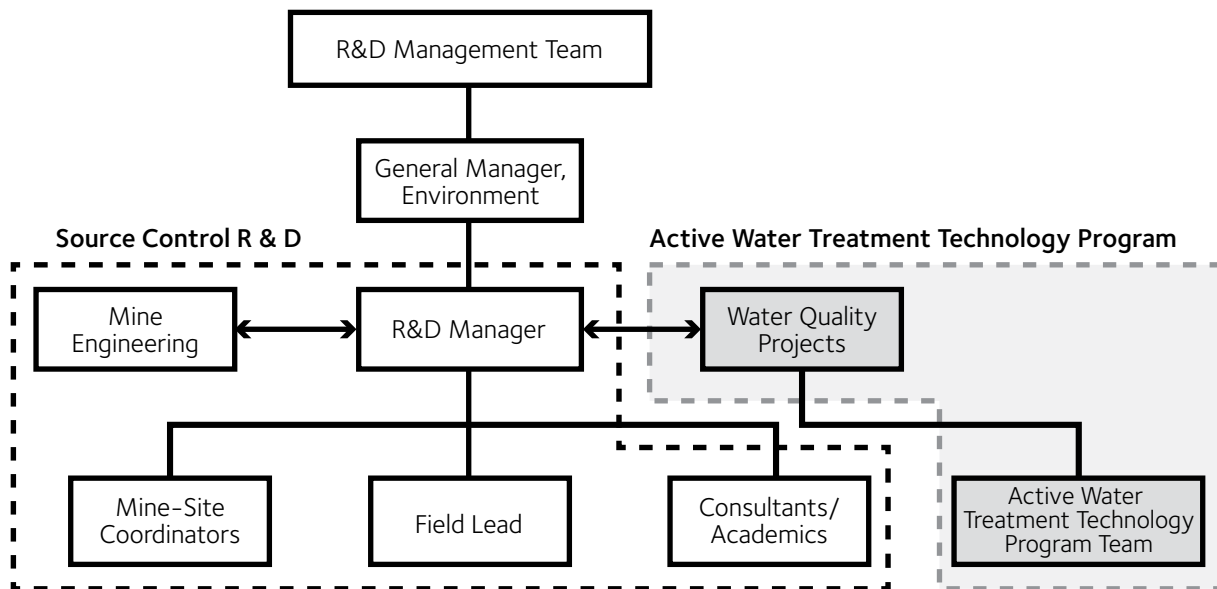 R&D Management Team
General Manager,
Environment
Source Control R & D
Active Water Treatment Technology Program
Mine
Engineering
R&D Manager
Water Quality
Projects
Mine-Site
Coordinators
Field Lead
Consultants/
Academics
Active Water
Treatment Technology
Program Team